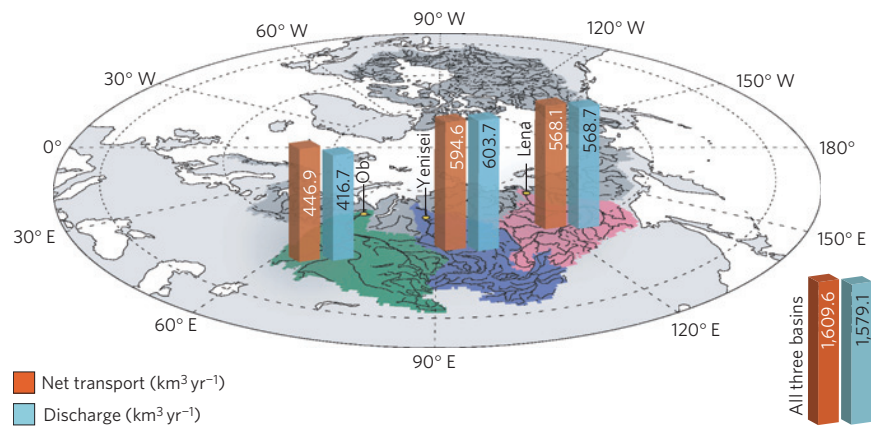 90° W
60° W
120° W
30° W
150° W
0°
180°
Ob
Yenisei
Lena
446.9
416.7
594.6
603.7
568.1
568.7
30° E
150° E
60° E
120° E
90° E
Net transport (km³ yr⁻¹)
Discharge (km³ yr⁻¹)
All three basins
1,609.6
1,579.1